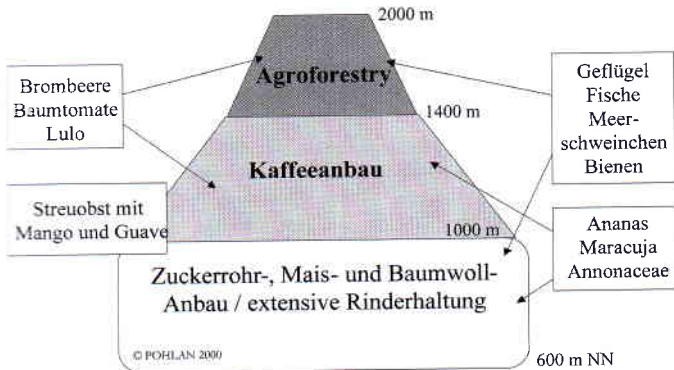 2000 m
Agroforestry
Brombeere
Baumtomate
Lulo
Geflügel
Fische
Meer-
schweinchen
Bienen
1400 m
Kaffeeanbau
Streuobst mit
Mango und Guave
1000 m
Ananas
Maracuja
Annonaceae
Zuckerrohr-, Mais- und Baumwoll-
Anbau / extensive Rinderhaltung
© POHLAN 2000
600 m NN